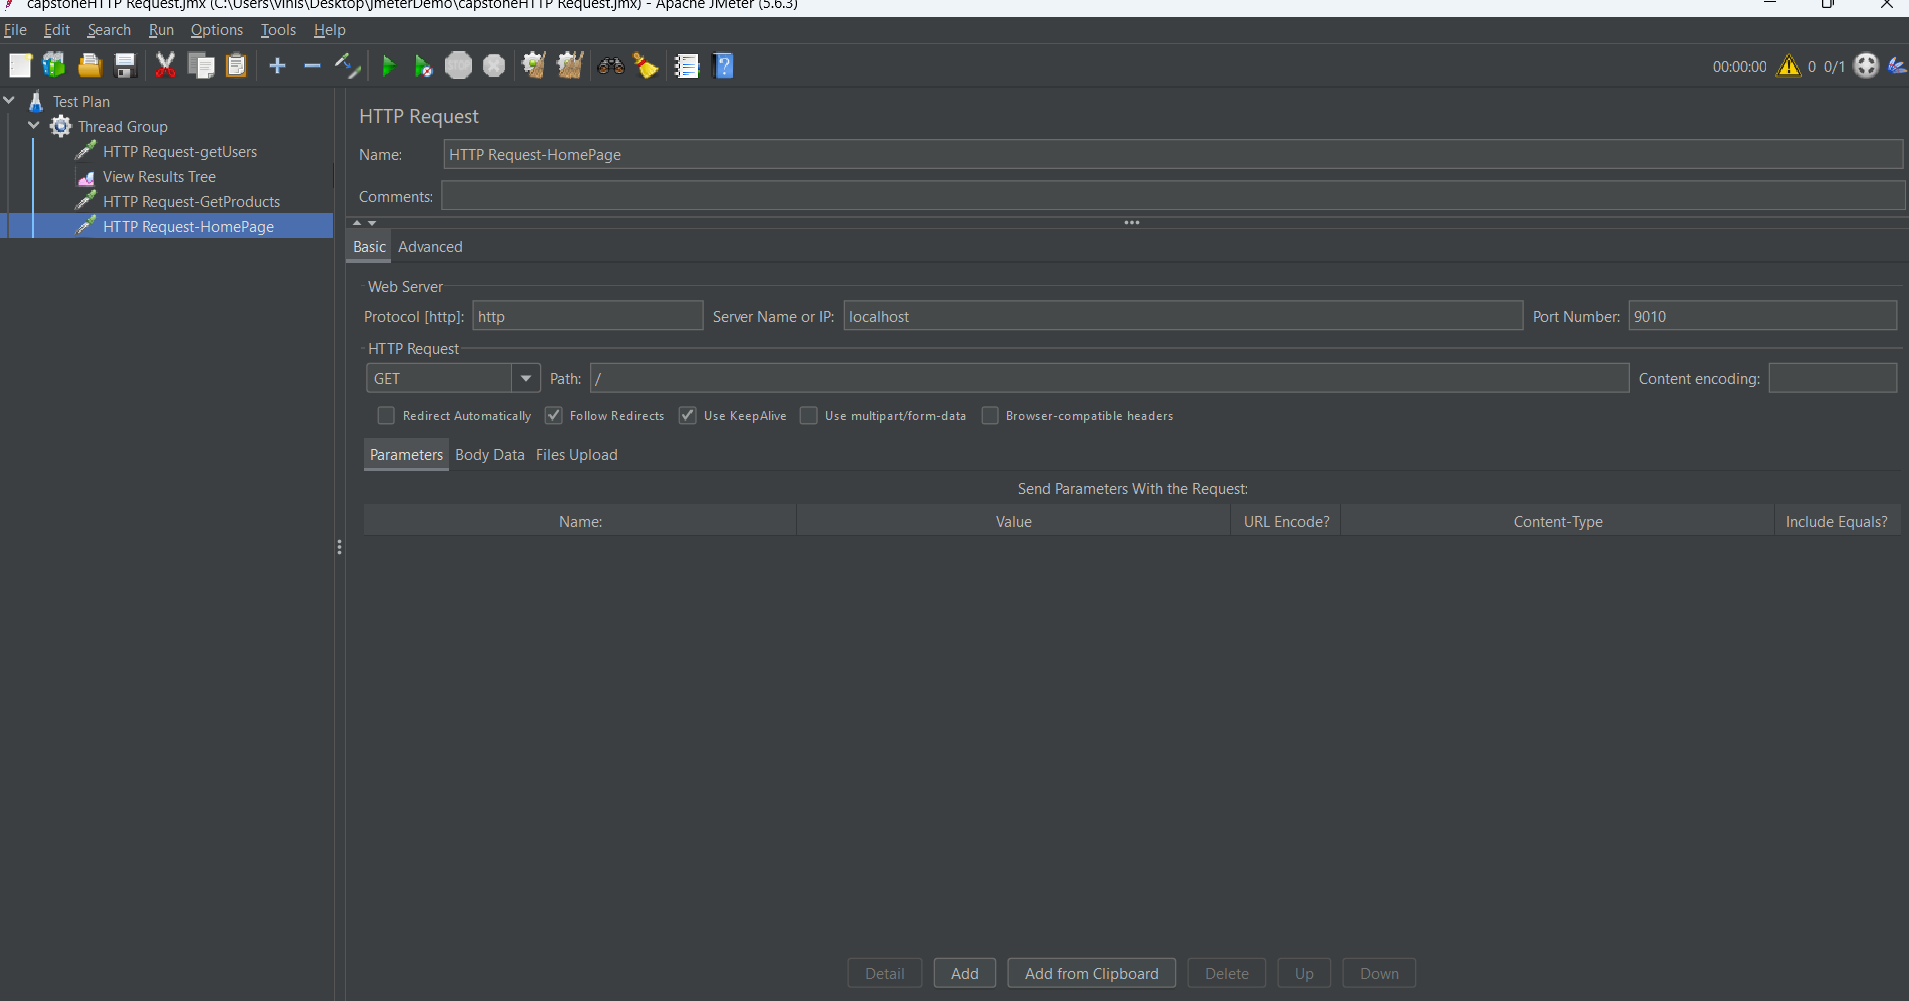 capstoneHTTP Request.jmx (C:\Users\vinis\Desktop\jmeterDemo\capstoneHTTP Request.jmx) - Apache JMeter (5.6.3)
File Edit Search Run Options Tools Help
STOP ? 00:00:00 0 0/1
Test Plan
Thread Group
HTTP Request-getUsers
View Results Tree
HTTP Request-GetProducts
HTTP Request-HomePage
HTTP Request
Name: HTTP Request-HomePage
Comments:
Basic Advanced
Web Server
Protocol [http]: http Server Name or IP: localhost Port Number: 9010
HTTP Request
GET Path: / Content encoding:
Redirect Automatically Follow Redirects Use KeepAlive Use multipart/form-data Browser-compatible headers
Parameters Body Data Files Upload
Send Parameters With the Request:
Name: Value URL Encode? Content-Type Include Equals?
Detail Add Add from Clipboard Delete Up Down